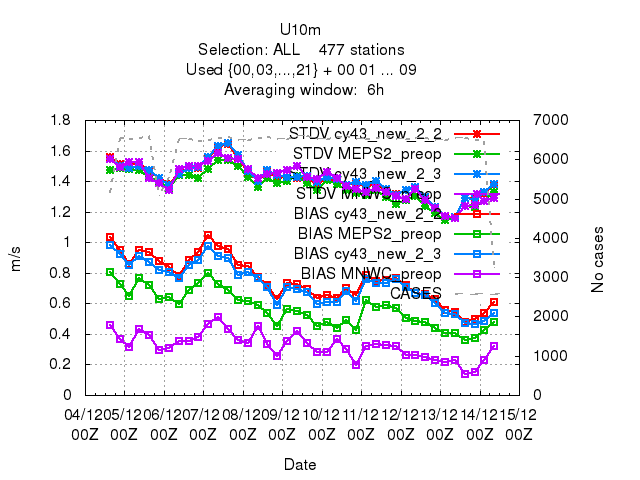 U10m
Selection: ALL 477 stations
Used {00,03,...,21} + 00 01 ... 09
Averaging window: 6h
1.8
1.6
1.4
1.2
1
0.8
0.6
0.4
0.2
0
m/s
7000
6000
5000
4000
3000
2000
1000
0
No cases
STDV cy43_new_2_2
STDV MEPS2_preop
STDV cy43_new_2_3
STDV MNWC_preop
BIAS cy43_new_2_2
BIAS MEPS2_preop
BIAS cy43_new_2_3
BIAS MNWC_preop
CASES
04/12 05/12 06/12 07/12 08/12 09/12 10/12 11/12 12/12 13/12 14/12 15/12
00Z 00Z 00Z 00Z 00Z 00Z 00Z 00Z 00Z 00Z 00Z 00Z
Date